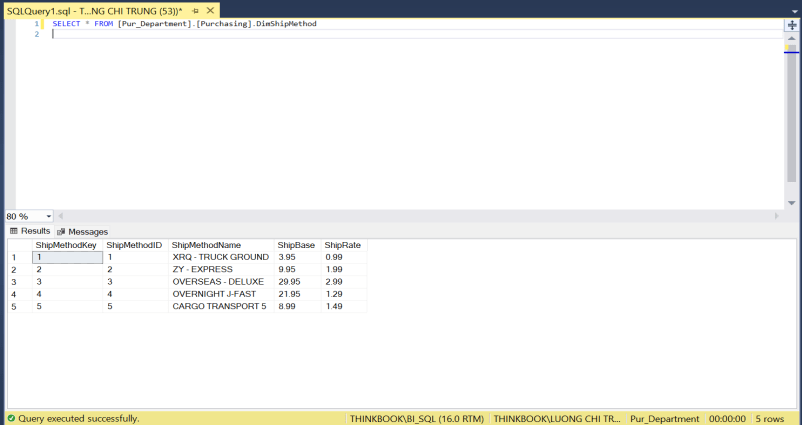 SQLQuery1.sql - T...NG CHI TRUNG (53))*
1 SELECT * FROM [Pur_Department].[Purchasing].DimShipMethod
2
80 %
Results Messages
ShipMethodKey ShipMethodID ShipMethodName ShipBase ShipRate
1 1 1 XRQ - TRUCK GROUND 3.95 0.99
2 2 2 ZY - EXPRESS 9.95 1.99
3 3 3 OVERSEAS - DELUXE 29.95 2.99
4 4 4 OVERNIGHT J-FAST 21.95 1.29
5 5 5 CARGO TRANSPORT 5 8.99 1.49
Query executed successfully. THINKBOOK\BI_SQL (16.0 RTM) THINKBOOK\LUONG CHI TR... Pur_Department 00:00:00 5 rows